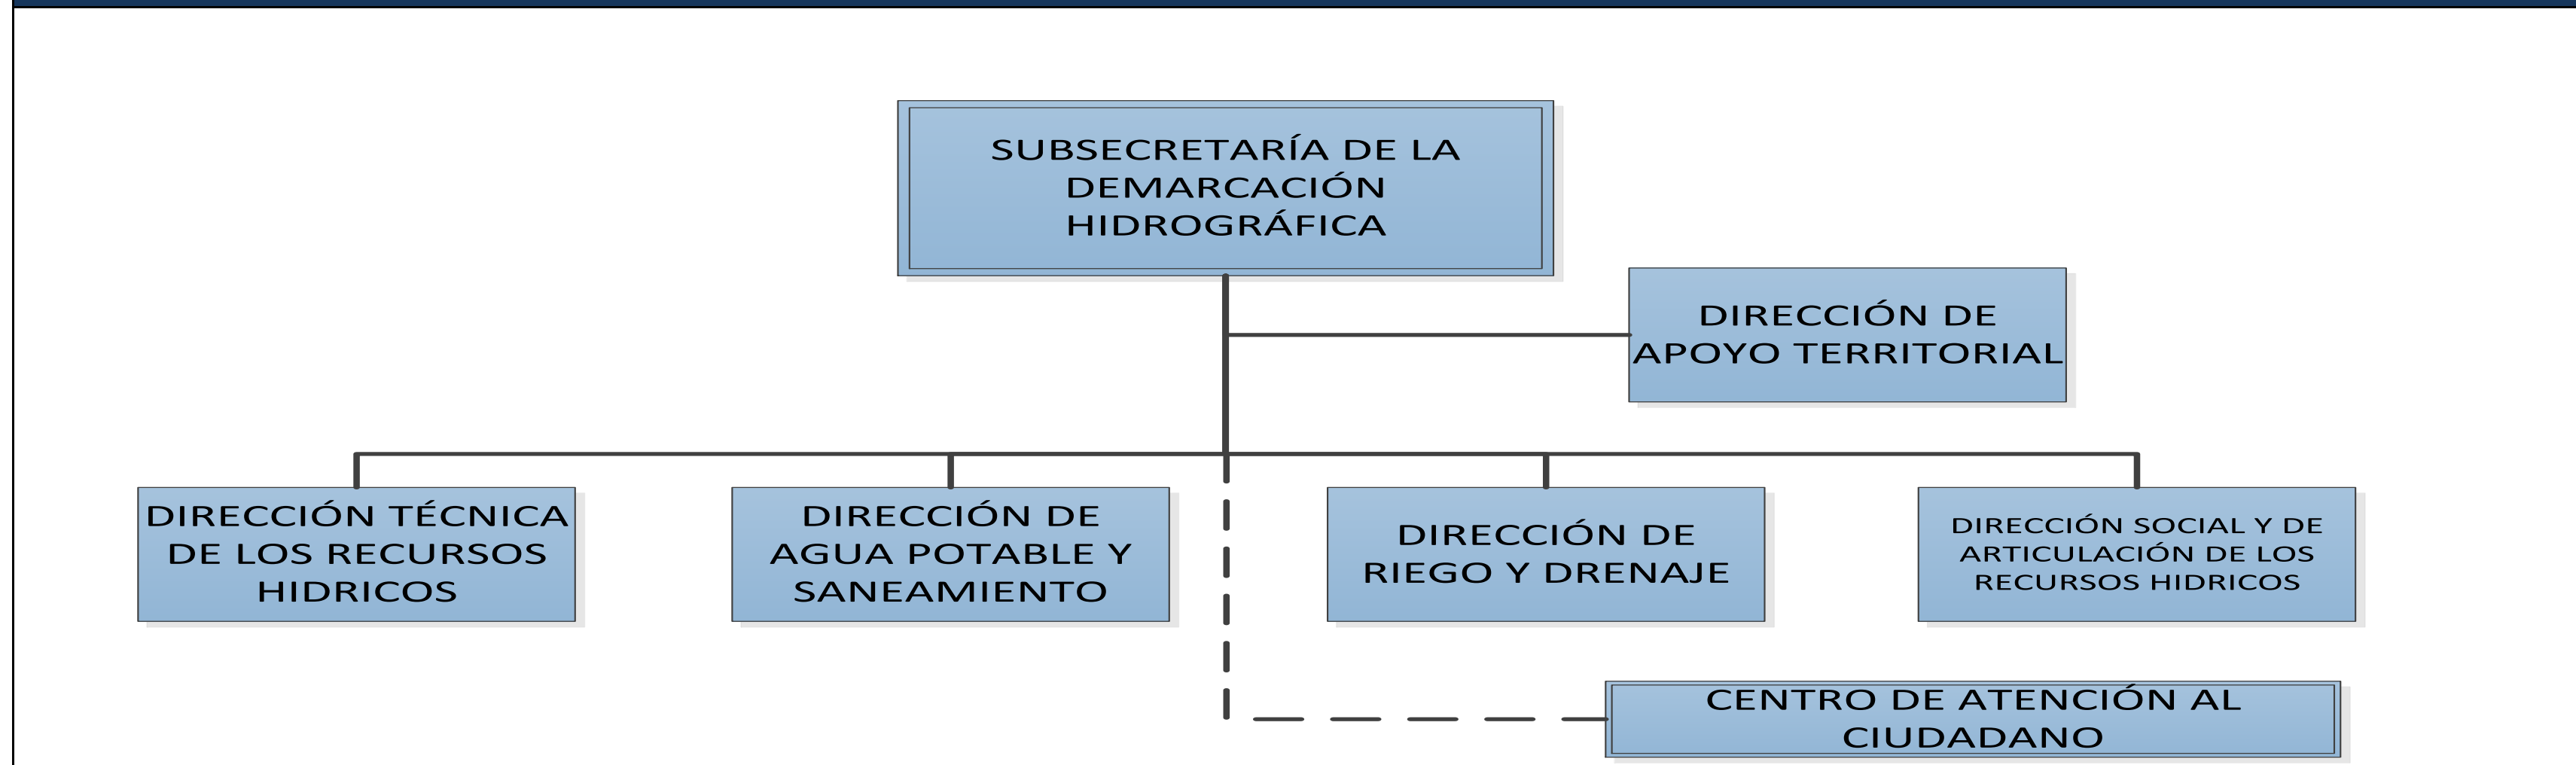 SUBSECRETARÍA DE LA
DEMARCACIÓN
HIDROGRÁFICA
DIRECCIÓN DE
APOYO TERRITORIAL
DIRECCIÓN TÉCNICA
DE LOS RECURSOS
HIDRICOS
DIRECCIÓN DE
AGUA POTABLE Y
SANEAMIENTO
DIRECCIÓN DE
RIEGO Y DRENAJE
DIRECCIÓN SOCIAL Y DE
ARTICULACIÓN DE LOS
RECURSOS HIDRICOS
CENTRO DE ATENCIÓN AL
CIUDADANO